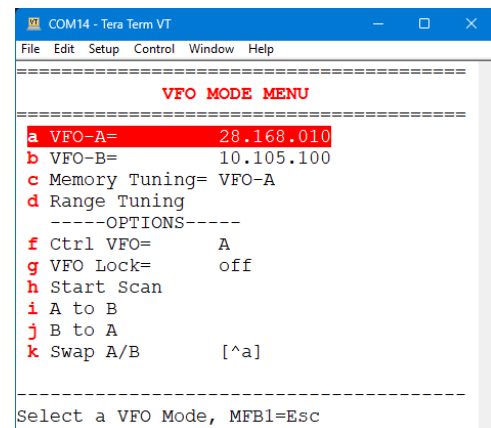 COM14 - Tera Term VT
File Edit Setup Control Window Help
========================================
VFO MODE MENU
========================================
a VFO-A= 28.168.010
b VFO-B= 10.105.100
c Memory Tuning= VFO-A
d Range Tuning
-----OPTIONS-----
f Ctrl VFO= A
g VFO Lock= off
h Start Scan
i A to B
j B to A
k Swap A/B [^a]
----------------------------------------
Select a VFO Mode, MFB1=Esc